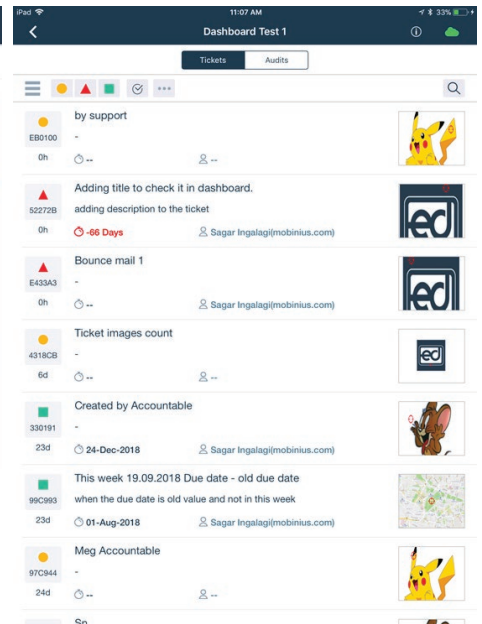 iPad 11:07 AM 33%
Dashboard Test 1
Tickets Audits
by support
EB0100 -
0h -- --
Adding title to check it in dashboard.
52272B adding description to the ticket
0h -66 Days Sagar Ingalagi(mobinius.com)
Bounce mail 1
E433A3 -
0h -- Sagar Ingalagi(mobinius.com)
Ticket images count
4318CB -
6d -- --
Created by Accountable
330191 -
23d 24-Dec-2018 Sagar Ingalagi(mobinius.com)
This week 19.09.2018 Due date - old due date
99C993 when the due date is old value and not in this week
23d 01-Aug-2018 Sagar Ingalagi(mobinius.com)
Meg Accountable
97C944 -
24d -- --
Sp
ed
ed
ed